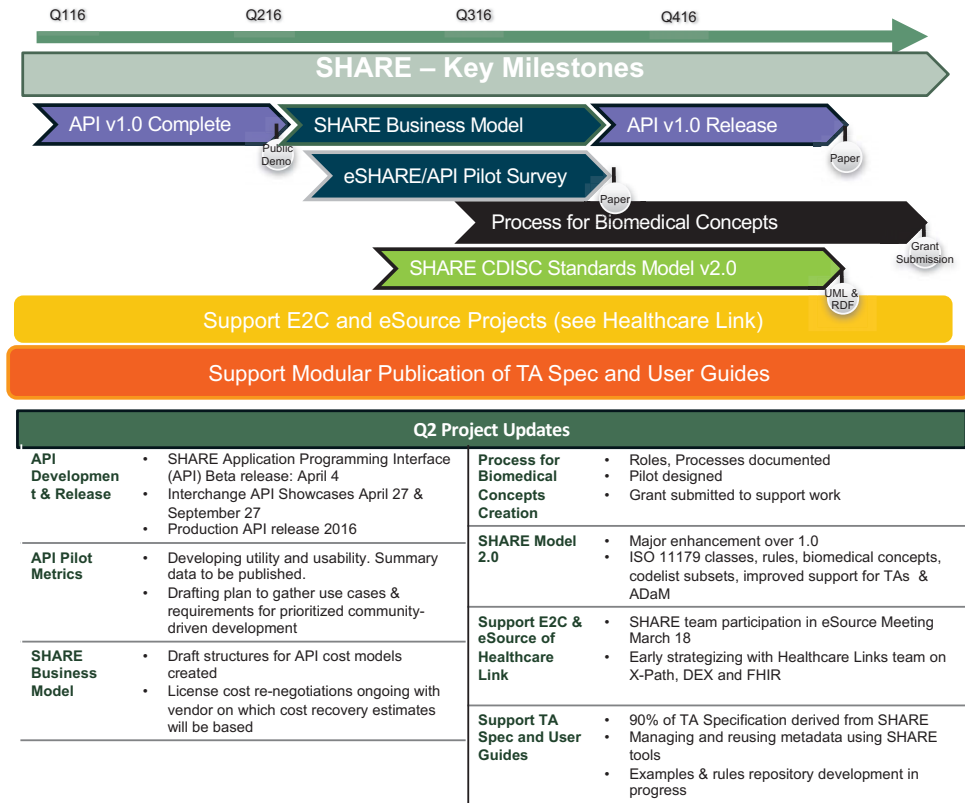 Q116
Q216
Q316
Q416
SHARE – Key Milestones
API v1.0 Complete
SHARE Business Model
API v1.0 Release
Public
Demo
Paper
eSHARE/API Pilot Survey
Paper
Process for Biomedical Concepts
Grant
Submission
SHARE CDISC Standards Model v2.0
UML &
RDF
Support E2C and eSource Projects (see Healthcare Link)
Support Modular Publication of TA Spec and User Guides
Q2 Project Updates
API
Developmen
t & Release
• SHARE Application Programming Interface
(API) Beta release: April 4
• Interchange API Showcases April 27 &
September 27
• Production API release 2016
API Pilot
Metrics
• Developing utility and usability. Summary
data to be published.
• Drafting plan to gather use cases &
requirements for prioritized community-
driven development
SHARE
Business
Model
• Draft structures for API cost models
created
• License cost re-negotiations ongoing with
vendor on which cost recovery estimates
will be based
Process for
Biomedical
Concepts
Creation
• Roles, Processes documented
• Pilot designed
• Grant submitted to support work
SHARE Model
2.0
• Major enhancement over 1.0
• ISO 11179 classes, rules, biomedical concepts,
codelist subsets, improved support for TAs &
ADaM
Support E2C &
eSource of
Healthcare
Link
• SHARE team participation in eSource Meeting
March 18
• Early strategizing with Healthcare Links team on
X-Path, DEX and FHIR
Support TA
Spec and User
Guides
• 90% of TA Specification derived from SHARE
• Managing and reusing metadata using SHARE
tools
• Examples & rules repository development in
progress